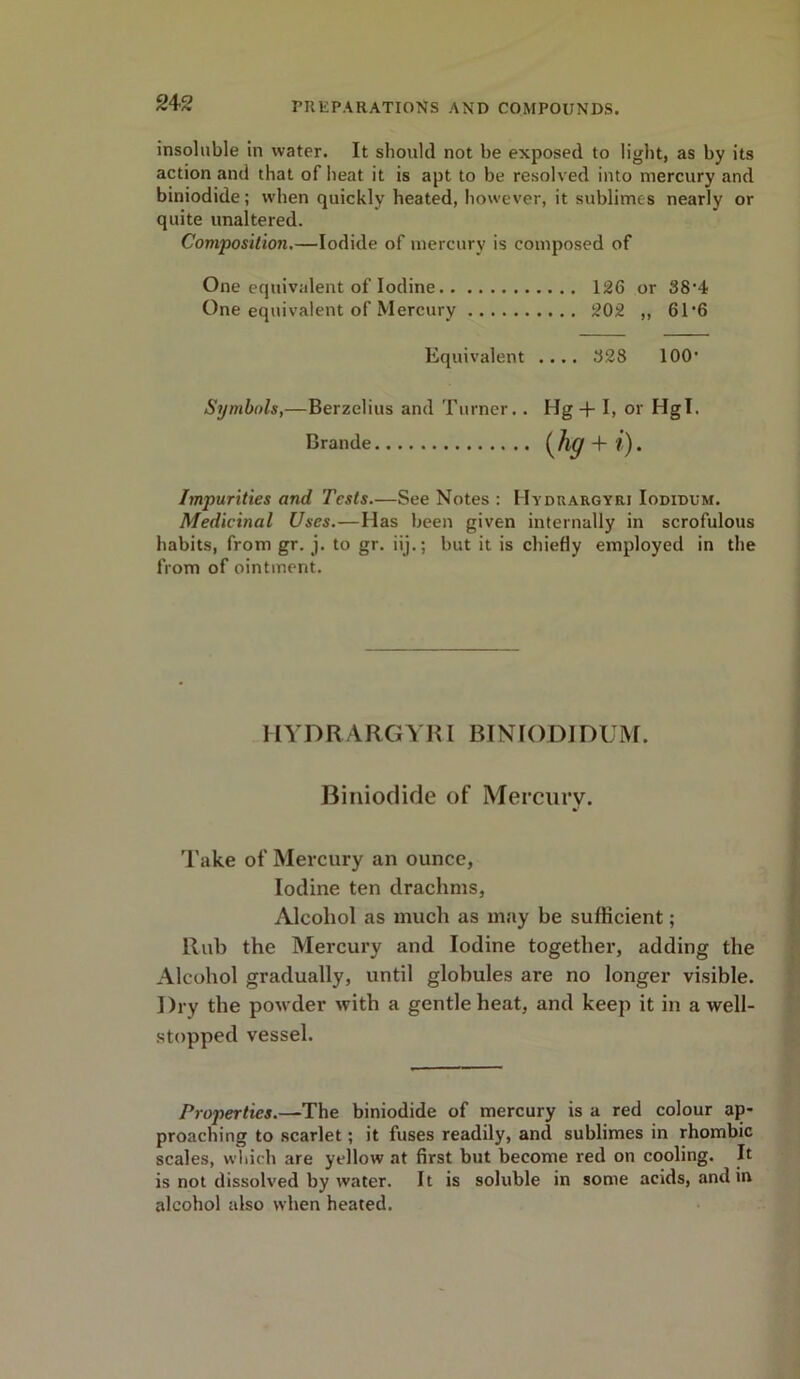 242
PREPARATIONS AND COMPOUNDS.
insoluble in water. It should not be exposed to light, as by its
action and that of heat it is apt to be resolved into mercury and
biniodide; when quickly heated, however, it sublimes nearly or
quite unaltered.
Composition.—Iodide of mercury is composed of
One equivalent of Iodine............ 126 or 38·4
One equivalent of Mercury .......... 202 „ 61·6
Equivalent .... 328 100·
Symbols,—Berzelius and Turner.. Hg + I, or HgI.
Brande.............. (hg + i).
Impurities and Tests.—See Notes : Hydrargyri Iodidum.
Medicinal Uses.—Has been given internally in scrofulous
habits, from gr. j. to gr. iij.; but it is chiefly employed in the
from of ointment.
HYDRARGYRI BINIODIDUM.
Biniodide of Mercury.
Take of Mercury an ounce,
Iodine ten drachms,
Alcohol as much as may be sufficient;
Rub the Mercury and Iodine together, adding the
Alcohol gradually, until globules are no longer visible.
Dry the powder with a gentle heat, and keep it in a well-
stopped vessel.
Properties.—The biniodide of mercury is a red colour ap-
proaching to scarlet; it fuses readily, and sublimes in rhombic
scales, which are yellow at first but become red on cooling. It
is not dissolved by water. It is soluble in some acids, and in
alcohol also when heated.